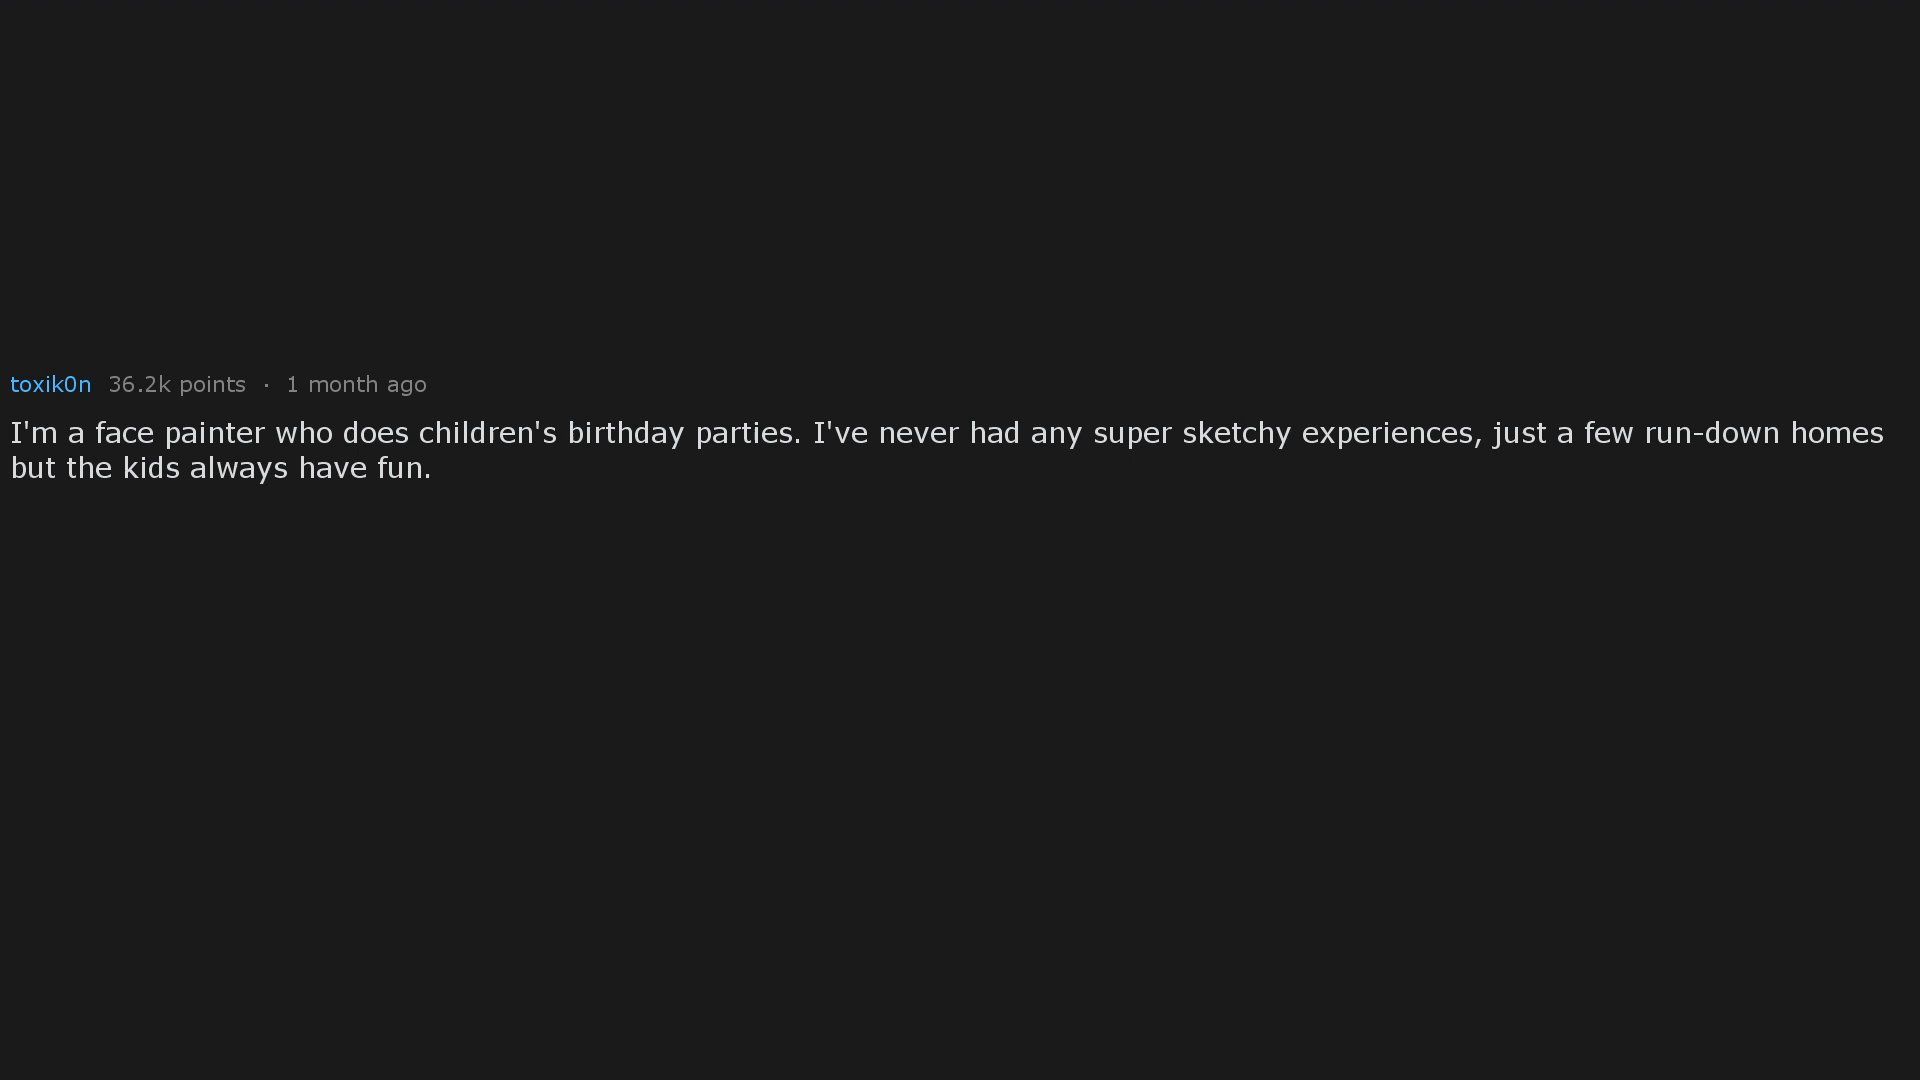 toxik0n 36.2k points · 1 month ago
I'm a face painter who does children's birthday parties. I've never had any super sketchy experiences, just a few run-down homes
but the kids always have fun.